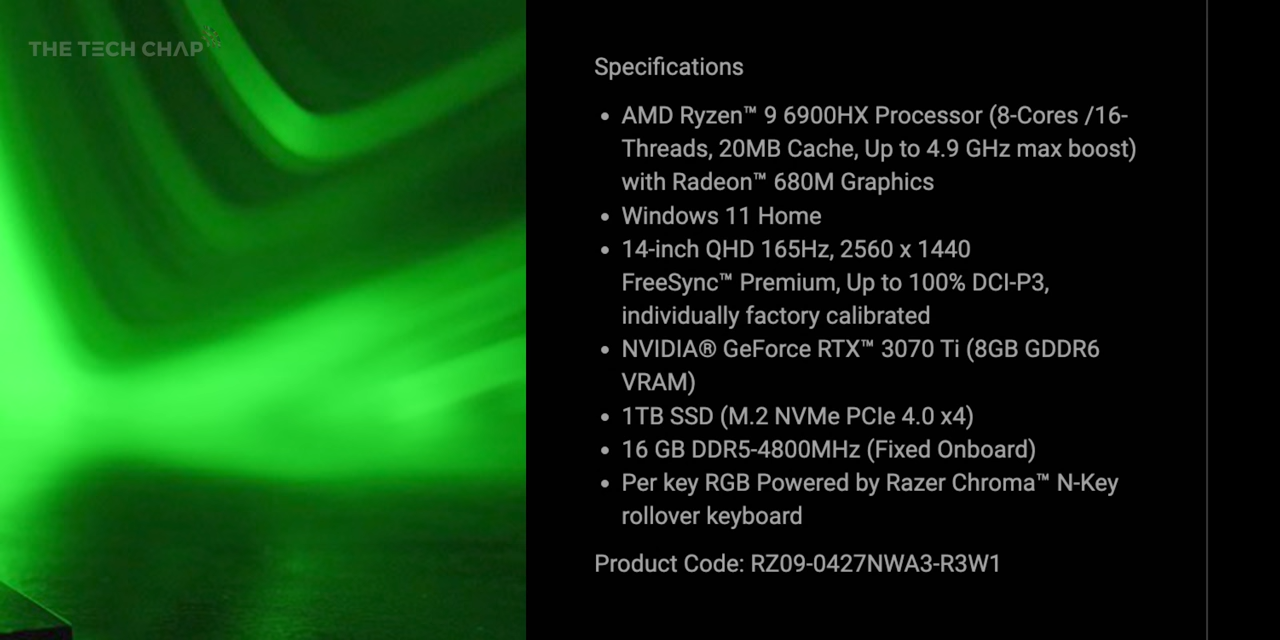 THE TECH CHAP
Specifications
• AMD Ryzen™ 9 6900HX Processor (8-Cores /16-
Threads, 20MB Cache, Up to 4.9 GHz max boost)
with Radeon™ 680M Graphics
• Windows 11 Home
• 14-inch QHD 165Hz, 2560 x 1440
FreeSync™ Premium, Up to 100% DCI-P3,
individually factory calibrated
• NVIDIA® GeForce RTX™ 3070 Ti (8GB GDDR6
VRAM)
• 1TB SSD (M.2 NVMe PCIe 4.0 x4)
• 16 GB DDR5-4800MHz (Fixed Onboard)
• Per key RGB Powered by Razer Chroma™ N-Key
rollover keyboard
Product Code: RZ09-0427NWA3-R3W1